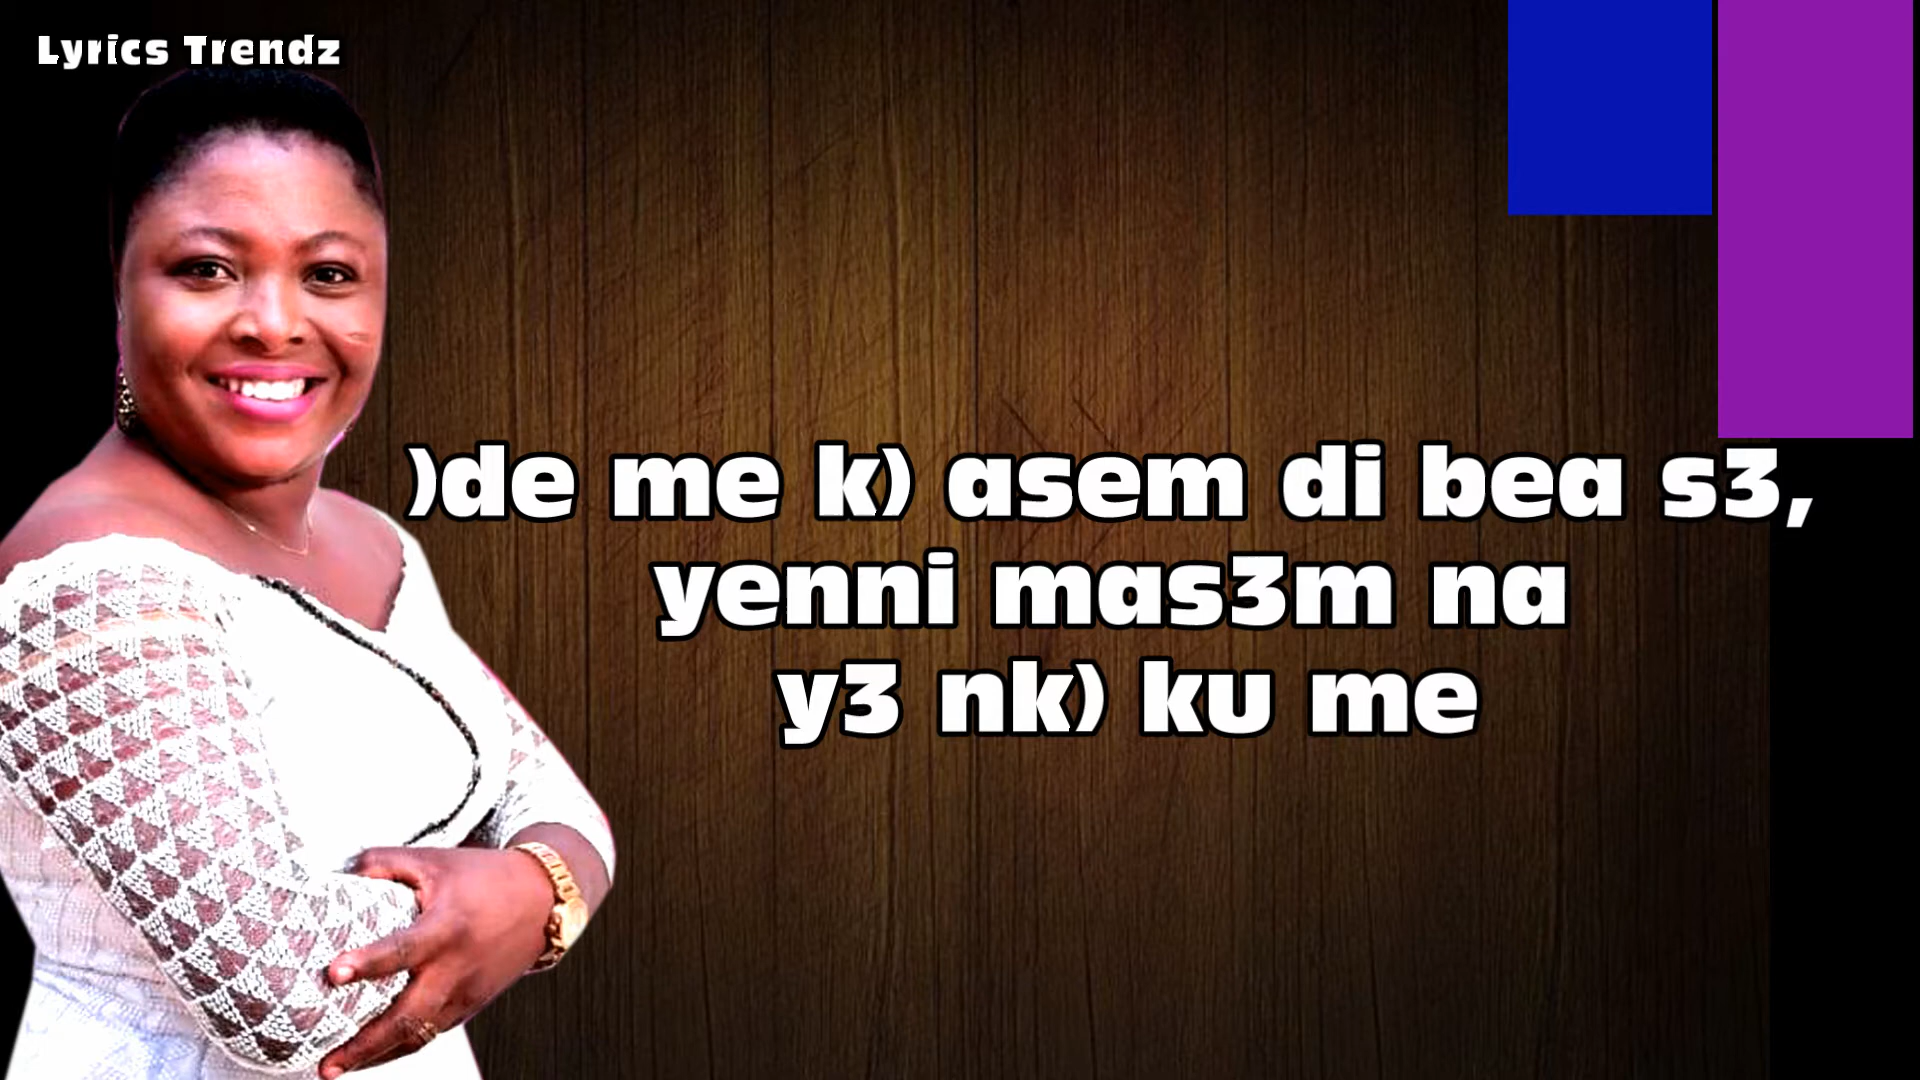 Lyrics Trendz
)de me k) asem di bea s3,
yenni mas3m na
y3 nk) ku me